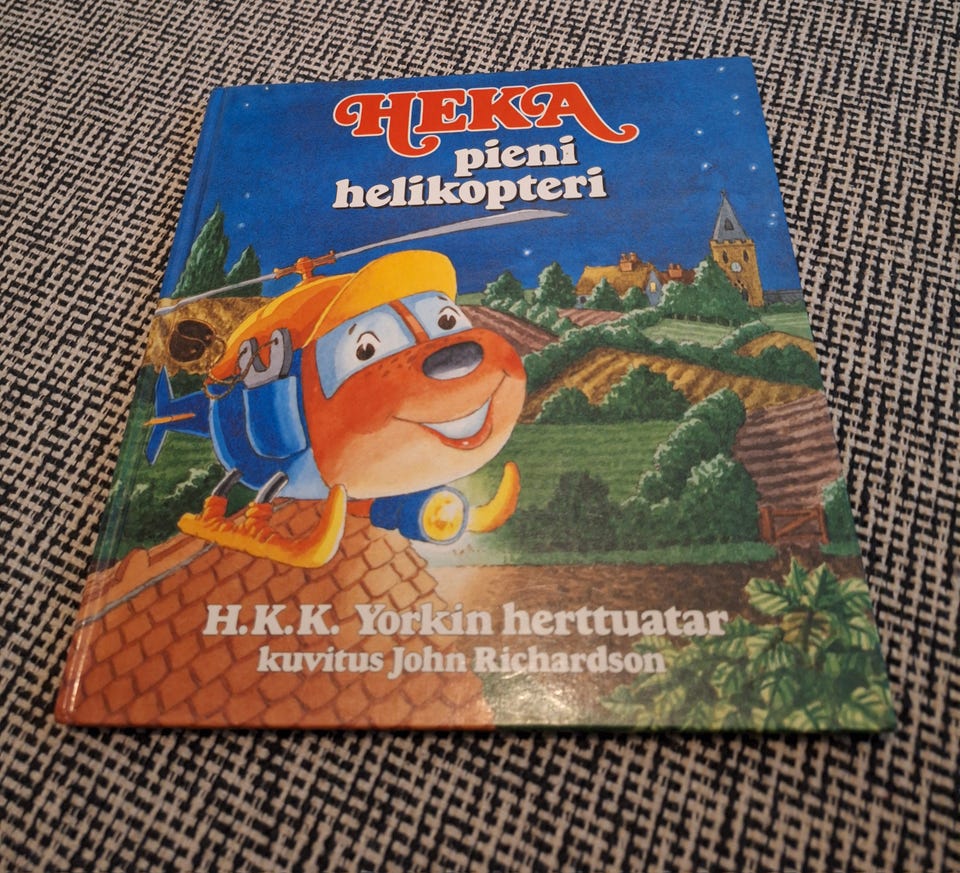 HEKA
pieni
helikopteri
H.K.K. Yorkin herttuatar
kuvitus John Richardson